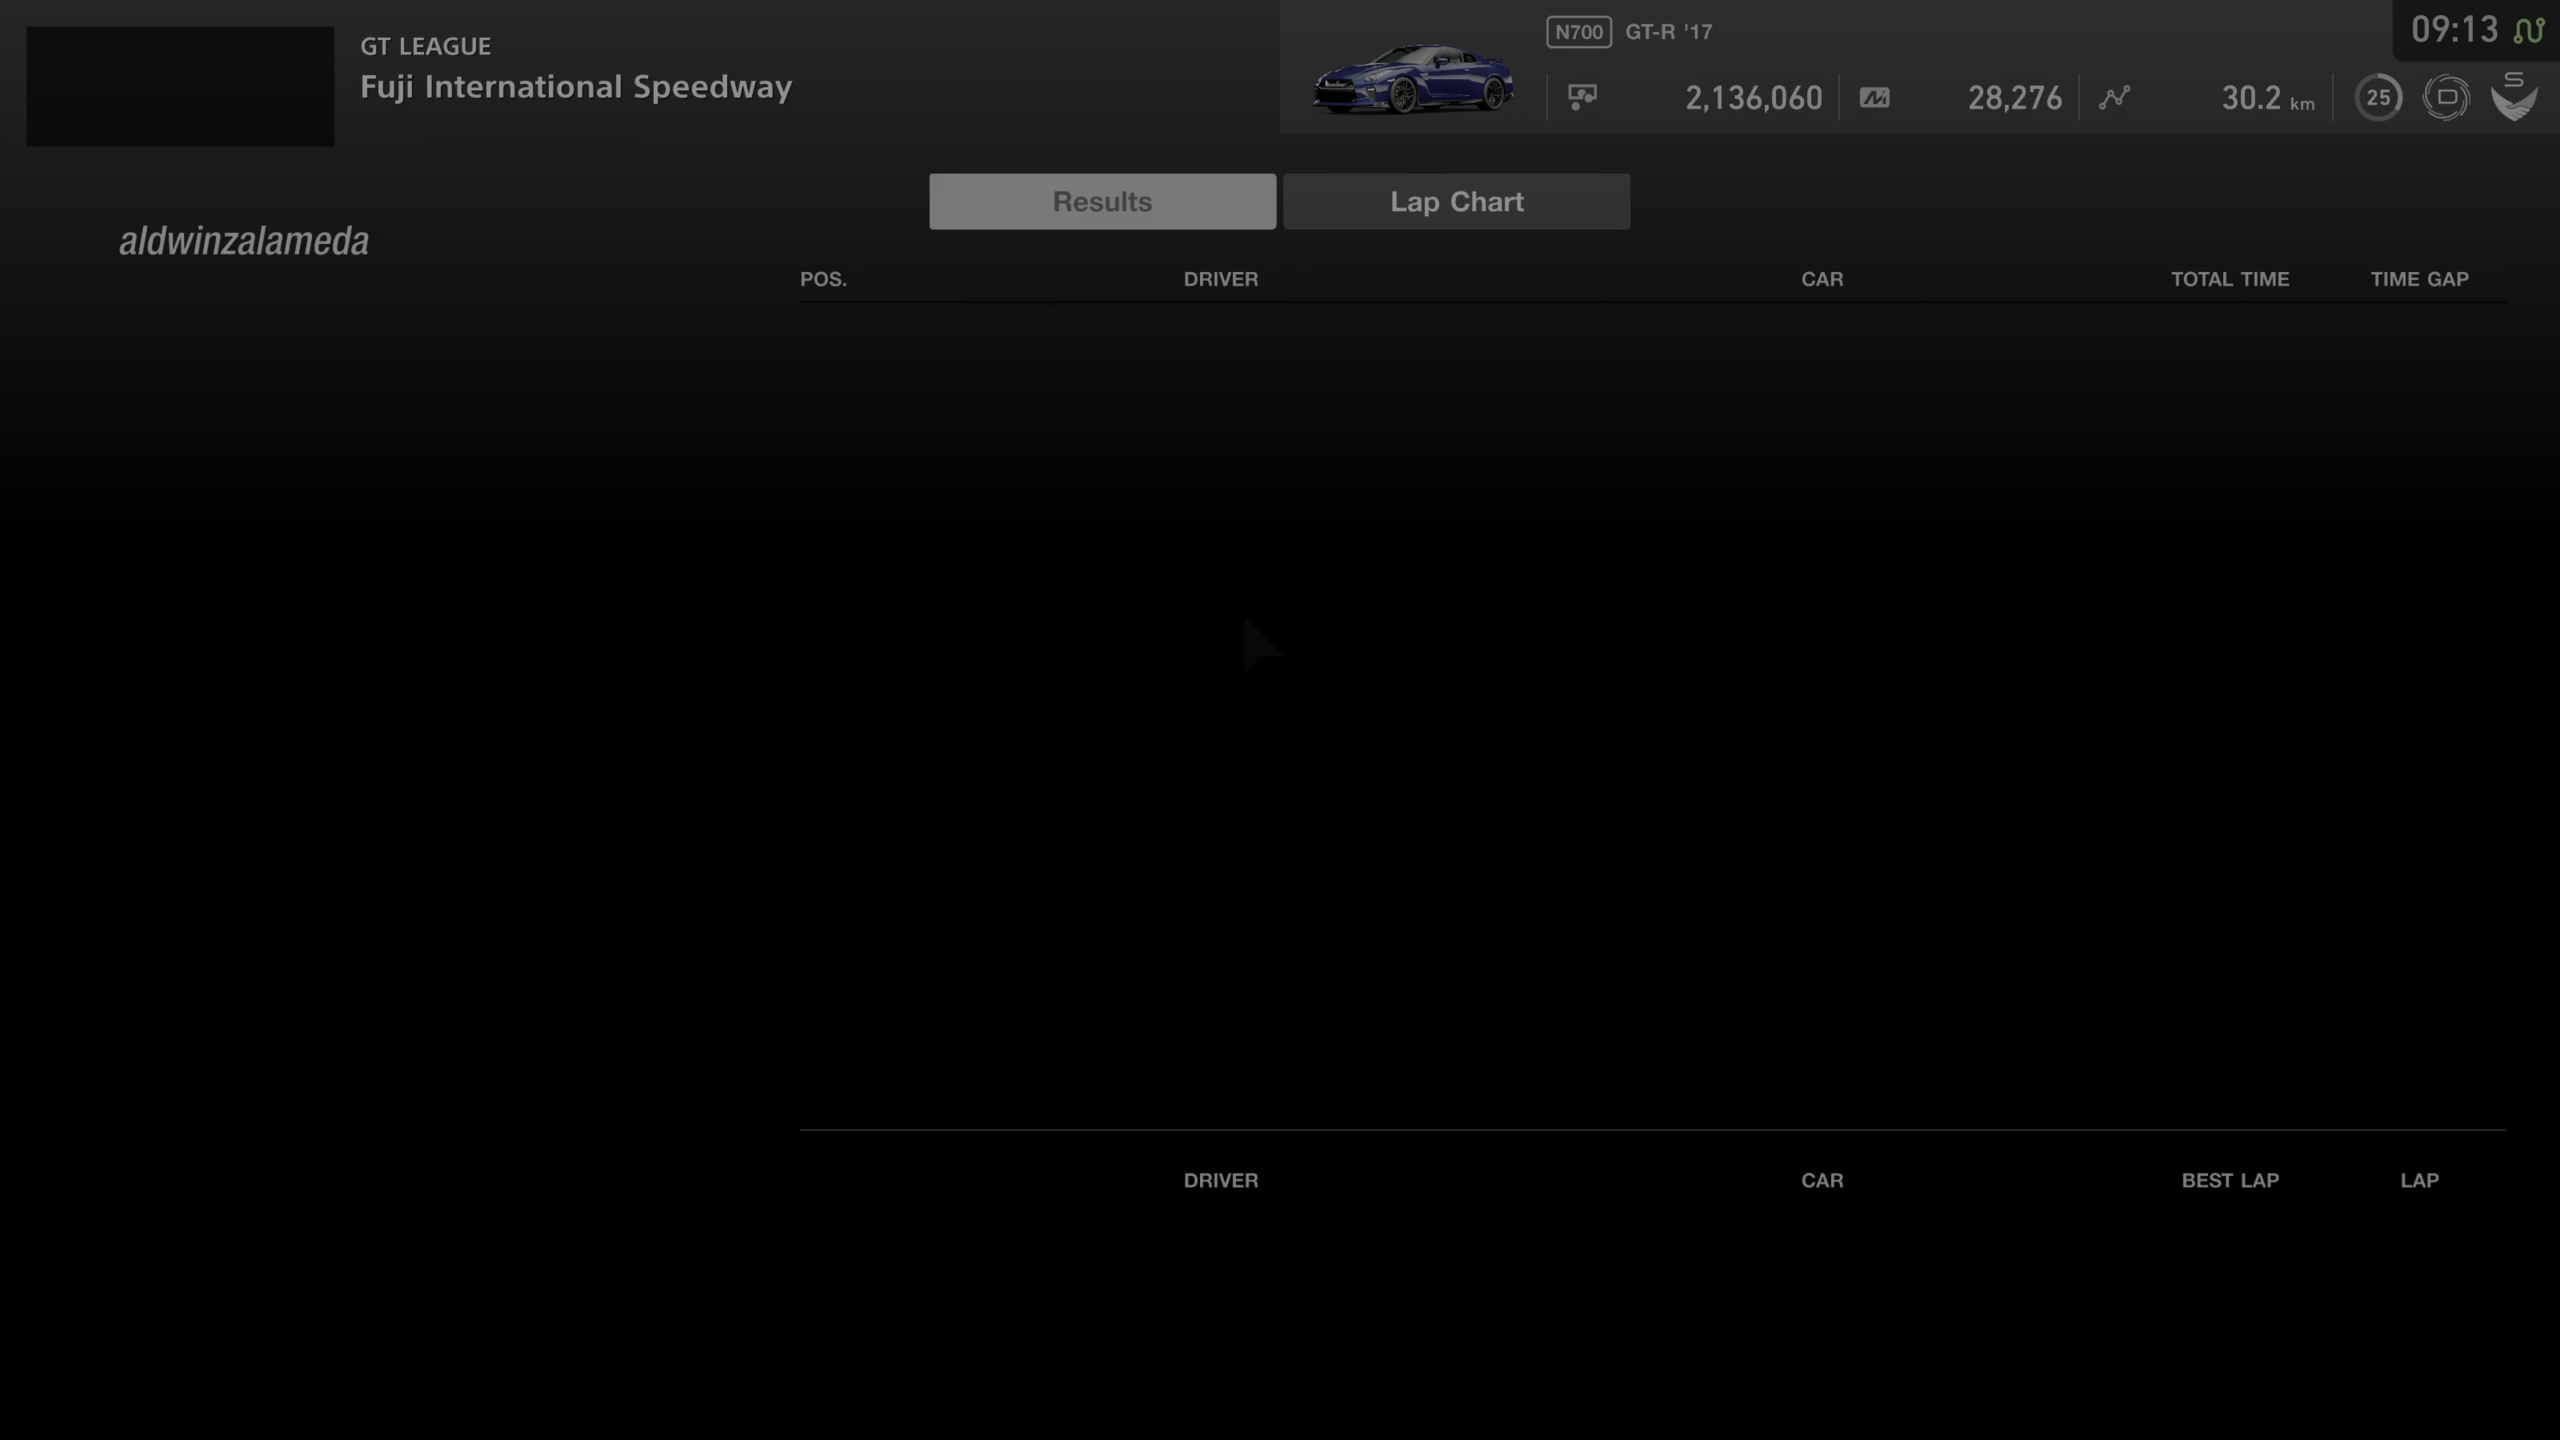 GT LEAGUE
Fuji International Speedway
N700 GT-R '17
09:13
2,136,060 28,276 30.2 km 25 D S
Results Lap Chart
aldwinzalameda
POS. DRIVER CAR TOTAL TIME TIME GAP
DRIVER CAR BEST LAP LAP